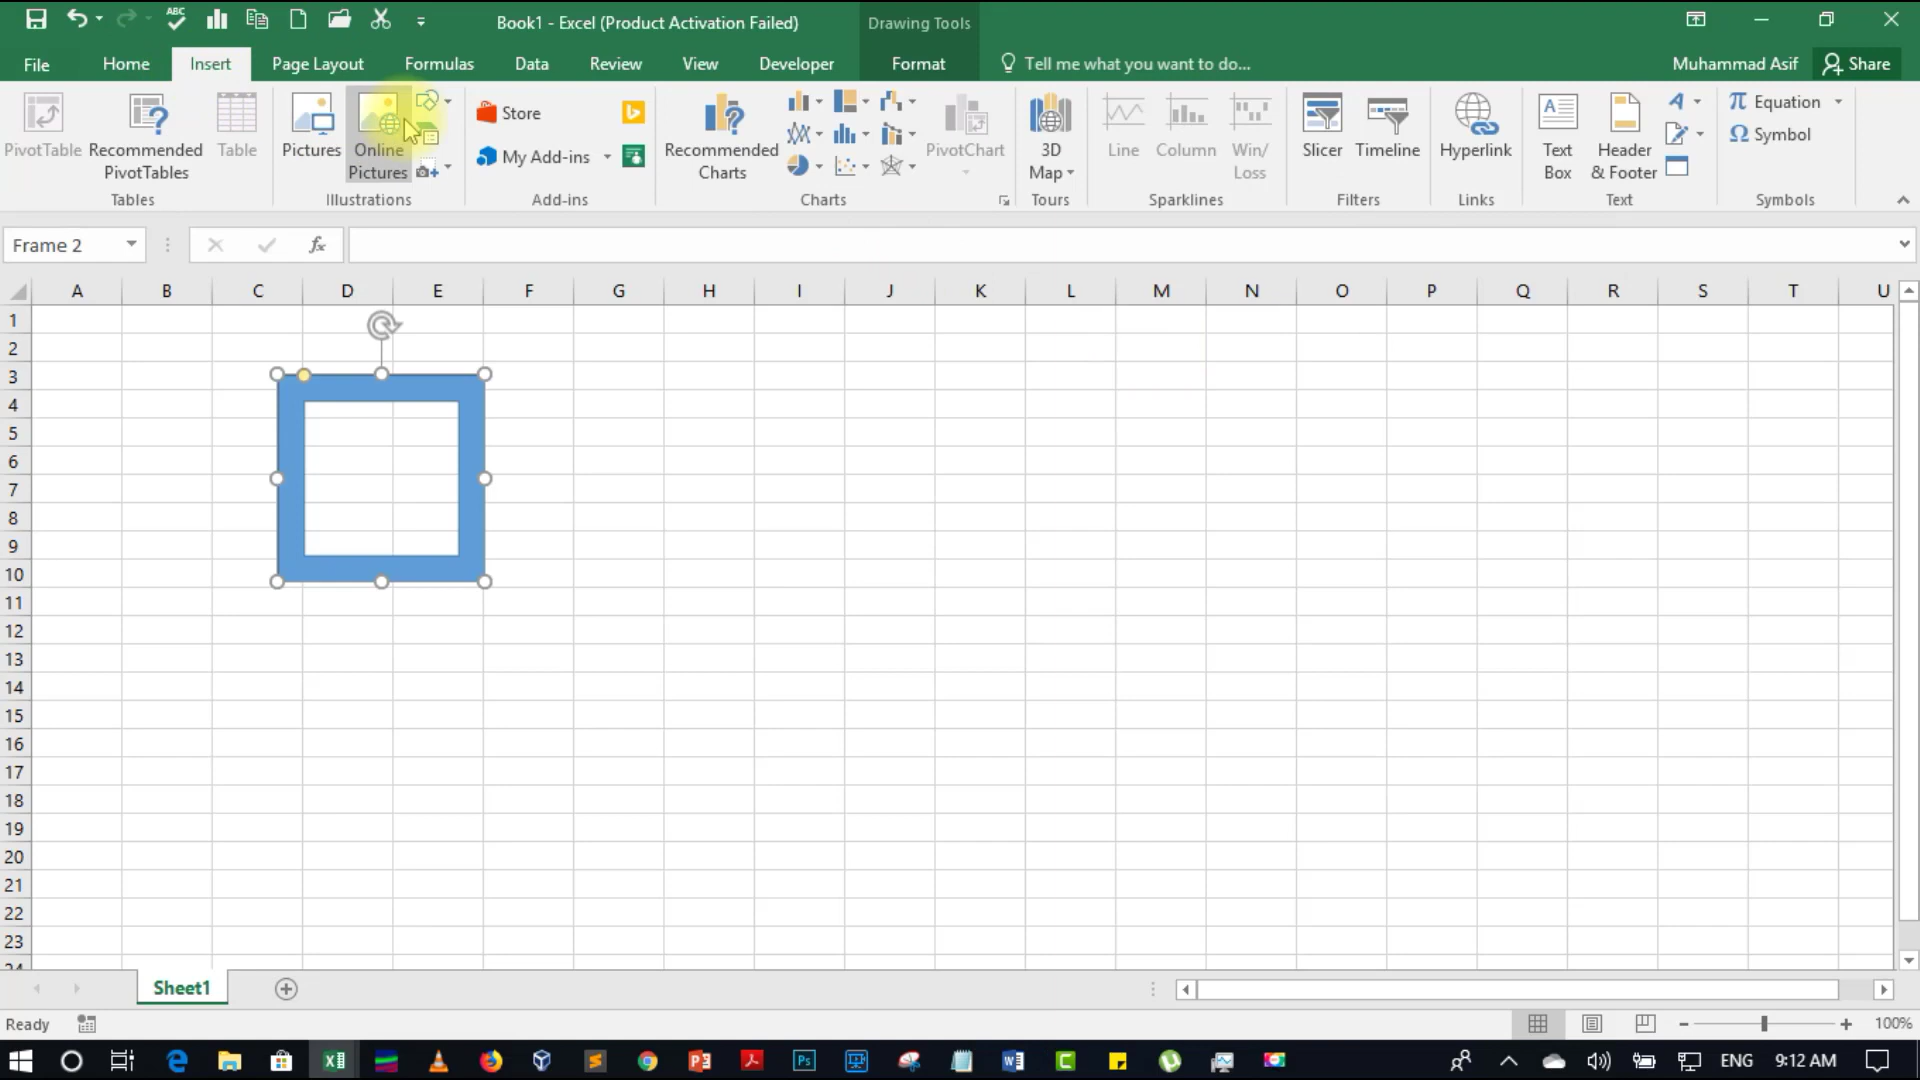 ABC
Book1 - Excel (Product Activation Failed)
Drawing Tools
File
Home
Insert
Page Layout
Formulas
Data
Review
View
Developer
Format
Tell me what you want to do...
Muhammad Asif
Share
PivotTable
Recommended
PivotTables
Table
Tables
Pictures
Online
Pictures
Illustrations
Store
My Add-ins
Add-ins
Recommended
Charts
PivotChart
Charts
3D
Map
Tours
Line
Column
Win/
Loss
Sparklines
Slicer
Timeline
Filters
Hyperlink
Links
Text
Box
Header
& Footer
Text
π Equation
Ω Symbol
Symbols
Frame 2
fx
A B C D E F G H I J K L M N O P Q R S T U
1
2
3
4
5
6
7
8
9
10
11
12
13
14
15
16
17
18
19
20
21
22
23
24
Sheet1
Ready
100%
ENG
9:12 AM